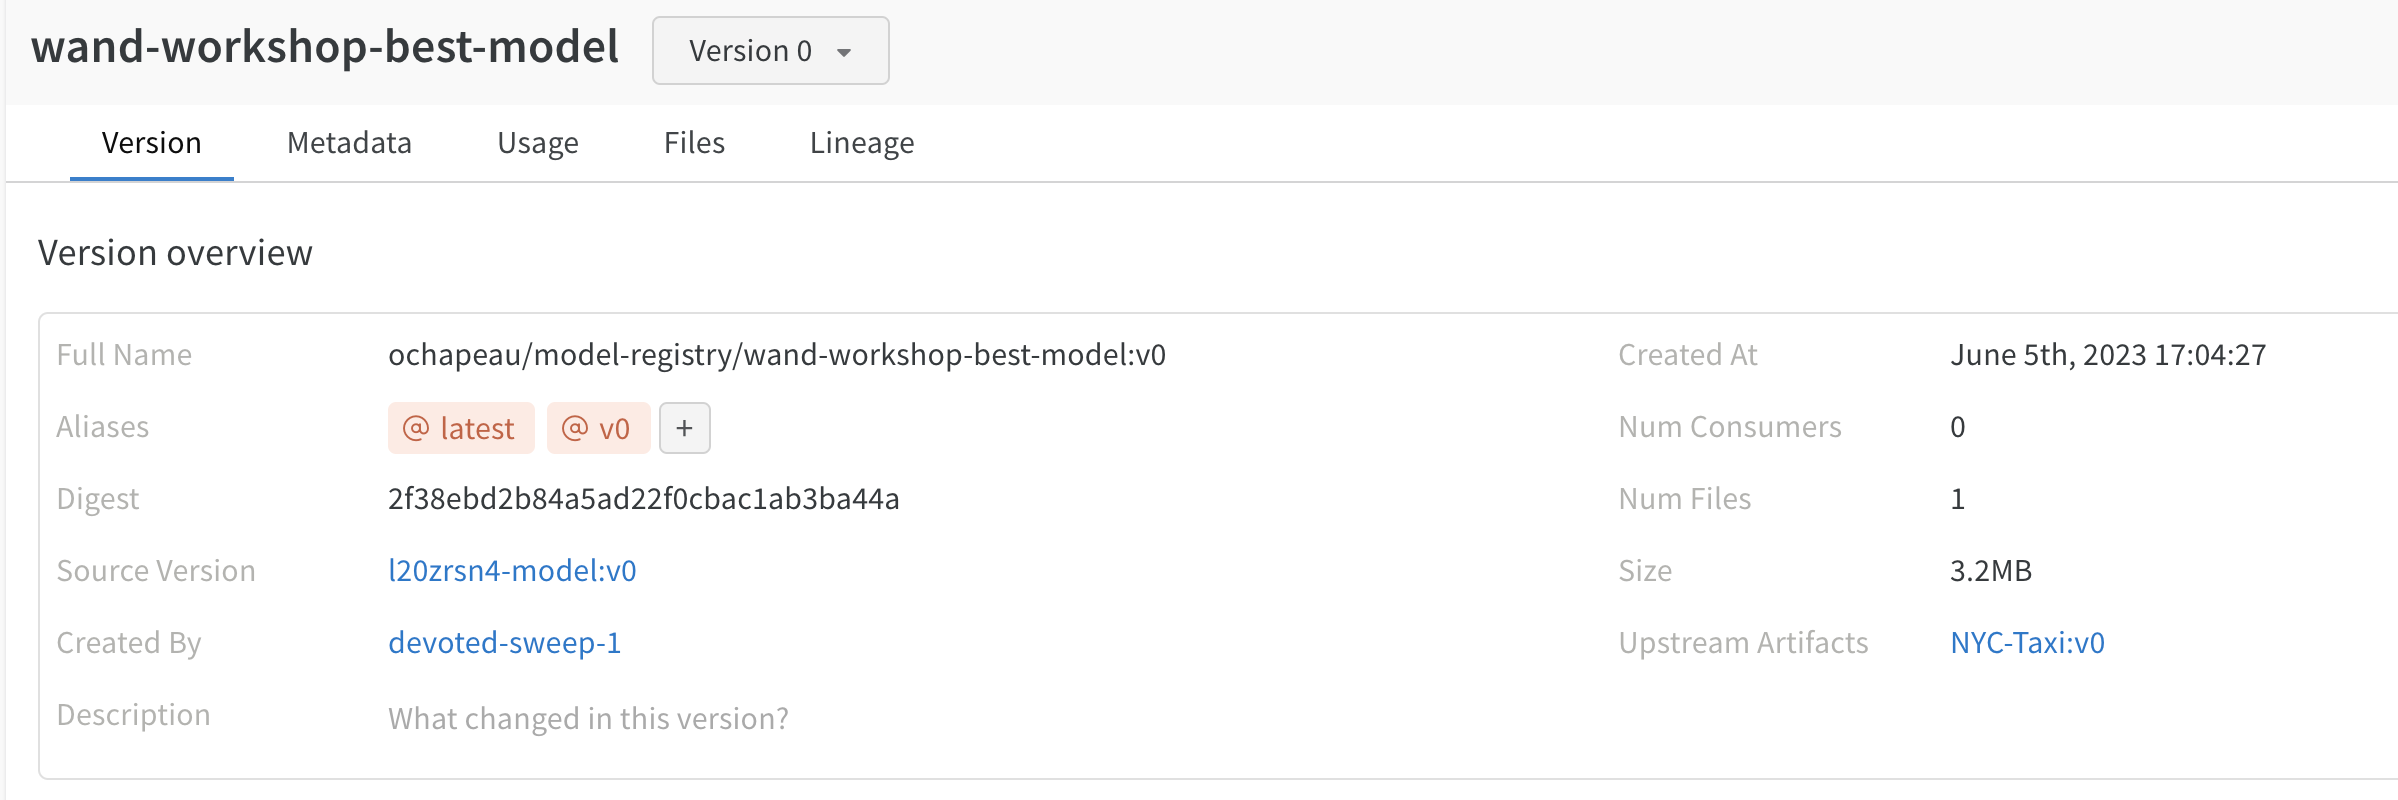 wand-workshop-best-model Version 0
Version Metadata Usage Files Lineage
Version overview
Full Name ochapeau/model-registry/wand-workshop-best-model:v0 Created At June 5th, 2023 17:04:27
Aliases @ latest @ v0 + Num Consumers 0
Digest 2f38ebd2b84a5ad22f0cbac1ab3ba44a Num Files 1
Source Version l20zrsn4-model:v0 Size 3.2MB
Created By devoted-sweep-1 Upstream Artifacts NYC-Taxi:v0
Description What changed in this version?